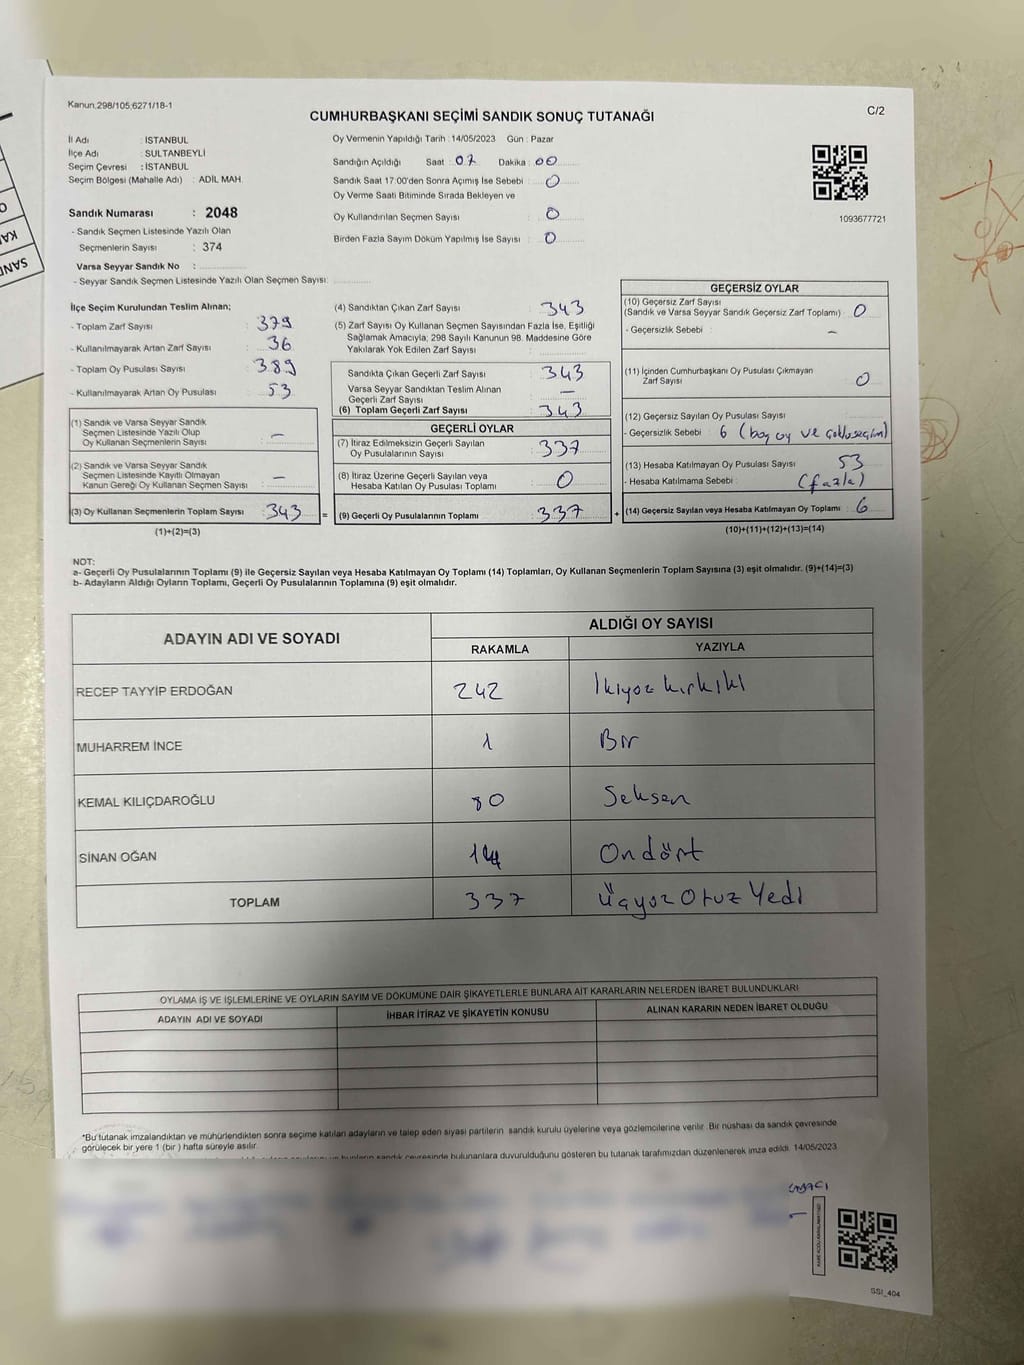 Kanun.298/105,6271/18-1
CUMHURBAŞKANI SEÇİMİ SANDIK SONUÇ TUTANAĞI
C/2
İl Adı : İSTANBUL
İlçe Adı : SULTANBEYLİ
Seçim Çevresi : İSTANBUL
Seçim Bölgesi (Mahalle Adı) : ADİL MAH.
Sandık Numarası : 2048
- Sandık Seçmen Listesinde Yazılı Olan
Seçmenlerin Sayısı : 374
Varsa Seyyar Sandık No :
- Seyyar Sandık Seçmen Listesinde Yazılı Olan Seçmen Sayısı:
Oy Vermenin Yapıldığı Tarih : 14/05/2023 Gün : Pazar
Sandığın Açıldığı Saat : 07 Dakika : 00
Sandık Saat 17:00'den Sonra Açımış İse Sebebi : 0
Oy Verme Saati Bitiminde Sırada Bekleyen ve
Oy Kullandırılan Seçmen Sayısı : 0
Birden Fazla Sayım Döküm Yapılmış İse Sayısı : 0
1093677721
İlçe Seçim Kurulundan Teslim Alınan;
- Toplam Zarf Sayısı : 379
- Kullanılmayarak Artan Zarf Sayısı : 36
- Toplam Oy Pusulası Sayısı : 389
- Kullanılmayarak Artan Oy Pusulası : 53
(1) Sandık ve Varsa Seyyar Sandık
Seçmen Listesinde Yazılı Olup
Oy Kullanan Seçmenlerin Sayısı : –
(2) Sandık ve Varsa Seyyar Sandık
Seçmen Listesinde Kayıtlı Olmayan
Kanun Gereği Oy Kullanan Seçmen Sayısı : –
(3) Oy Kullanan Seçmenlerin Toplam Sayısı : 343 =
(1)+(2)=(3)
(4) Sandıktan Çıkan Zarf Sayısı : 343
(5) Zarf Sayısı Oy Kullanan Seçmen Sayısından Fazla İse, Eşitliği
Sağlamak Amacıyla; 298 Sayılı Kanunun 98. Maddesine Göre
Yakılarak Yok Edilen Zarf Sayısı :
Sandıkta Çıkan Geçerli Zarf Sayısı : 343
Varsa Seyyar Sandıktan Teslim Alınan
Geçerli Zarf Sayısı : –
(6) Toplam Geçerli Zarf Sayısı : 343
GEÇERLİ OYLAR
(7) İtiraz Edilmeksizin Geçerli Sayılan
Oy Pusulalarının Sayısı : 337
(8) İtiraz Üzerine Geçerli Sayılan veya
Hesaba Katılan Oy Pusulası Toplamı : 0
(9) Geçerli Oy Pusulalarının Toplamı : 337 +
GEÇERSİZ OYLAR
(10) Geçersiz Zarf Sayısı
(Sandık ve Varsa Seyyar Sandık Geçersiz Zarf Toplamı) : 0
- Geçersizlik Sebebi : –
(11) İçinden Cumhurbaşkanı Oy Pusulası Çıkmayan
Zarf Sayısı : 0
(12) Geçersiz Sayılan Oy Pusulası Sayısı :
- Geçersizlik Sebebi : 6 (boş oy ve
(13) Hesaba Katılmayan Oy Pusulası Sayısı : 53
- Hesaba Katılmama Sebebi : (fazla)
(14) Geçersiz Sayılan veya Hesaba Katılmayan Oy Toplamı : 6
(10)+(11)+(12)+(13)=(14)
NOT:
a- Geçerli Oy Pusulalarının Toplamı (9) ile Geçersiz Sayılan veya Hesaba Katılmayan Oy Toplamı (14) Toplamları, Oy Kullanan Seçmenlerin Toplam Sayısına (3) eşit olmalıdır. (9)+(14)=(3)
b- Adayların Aldığı Oyların Toplamı, Geçerli Oy Pusulalarının Toplamına (9) eşit olmalıdır.
ADAYIN ADI VE SOYADI
ALDIĞI OY SAYISI
RAKAMLA YAZIYLA
RECEP TAYYİP ERDOĞAN 242 İkiyüz kırkiki
MUHARREM İNCE 1 Bir
KEMAL KILIÇDAROĞLU 80 Seksen
SİNAN OĞAN 14 Ondört
TOPLAM 337 Üçyüz Otuz Yedi
OYLAMA İŞ VE İŞLEMLERİNE VE OYLARIN SAYIM VE DÖKÜMÜNE DAİR ŞİKAYETLERLE BUNLARA AİT KARARLARIN NELERDEN İBARET BULUNDUKLARI
ADAYIN ADI VE SOYADI İHBAR İTİRAZ VE ŞİKAYETİN KONUSU ALINAN KARARIN NEDEN İBARET OLDUĞU
*Bu tutanak imzalandıktan ve mühürlendikten sonra seçime katılan adayların ve talep eden siyasi partilerin sandık kurulu üyelerine veya gözlemcilerine verilir. Bir nüshası da sandık çevresinde
görülecek bir yere 1 (bir) hafta süreyle asılır.
bunların sandık çevresinde bulunanlara duyurulduğunu gösteren bu tutanak tarafımızdan düzenlenerek imza edildi. 14/05/2023
SSI_404